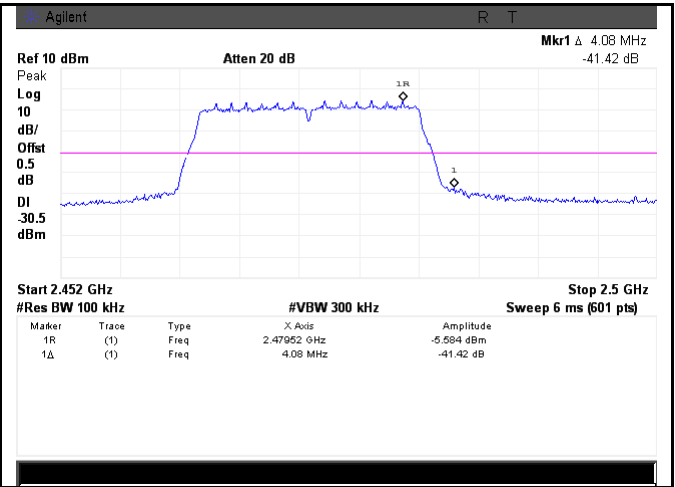 Agilent R T
Mkr1 Δ 4.08 MHz
Ref 10 dBm Atten 20 dB -41.42 dB
Peak
Log
10
dB/
Offst
0.5
dB
DI
-30.5
dBm
1R
1
Start 2.452 GHz Stop 2.5 GHz
#Res BW 100 kHz #VBW 300 kHz Sweep 6 ms (601 pts)
Marker Trace Type X Axis Amplitude
1R (1) Freq 2.47952 GHz -5.584 dBm
1Δ (1) Freq 4.08 MHz -41.42 dB